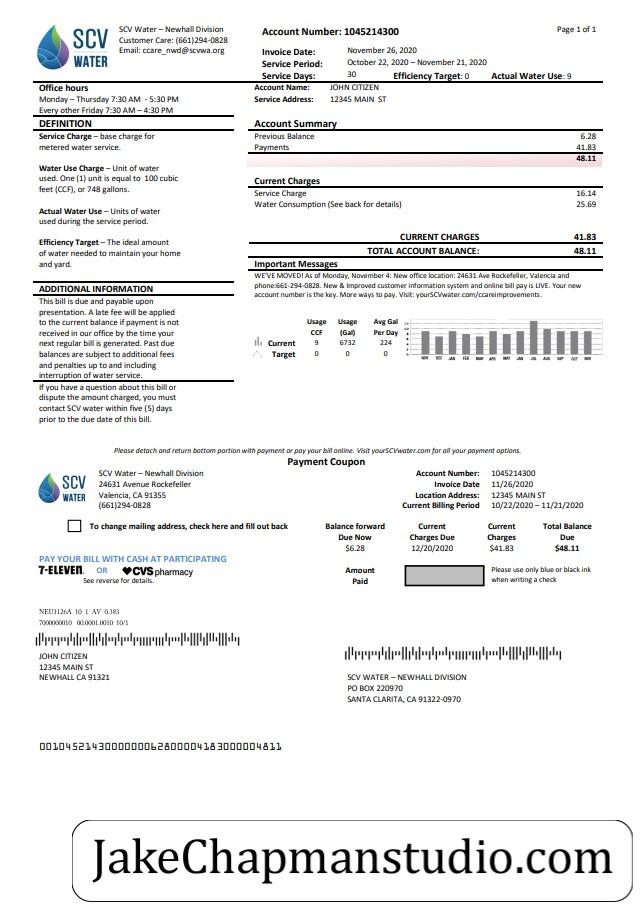 SCV Water – Newhall Division
Customer Care: (661)294-0828
Email: ccare_nwd@scvwa.org
SCV
WATER
Account Number: 1045214300
Page 1 of 1
Invoice Date: November 26, 2020
Service Period: October 22, 2020 – November 21, 2020
Service Days: 30 Efficiency Target: 0 Actual Water Use: 9
Account Name: JOHN CITIZEN
Service Address: 12345 MAIN ST
Office hours
Monday – Thursday 7:30 AM - 5:30 PM
Every other Friday 7:30 AM – 4:30 PM
DEFINITION
Service Charge – base charge for
metered water service.
Water Use Charge – Unit of water
used. One (1) unit is equal to 100 cubic
feet (CCF), or 748 gallons.
Actual Water Use – Units of water
used during the service period.
Efficiency Target – The ideal amount
of water needed to maintain your home
and yard.
ADDITIONAL INFORMATION
This bill is due and payable upon
presentation. A late fee will be applied
to the current balance if payment is not
received in our office by the time your
next regular bill is generated. Past due
balances are subject to additional fees
and penalties up to and including
interruption of water service.
If you have a question about this bill or
dispute the amount charged, you must
contact SCV water within five (5) days
prior to the due date of this bill.
Account Summary
Previous Balance 6.28
Payments 41.83
48.11
Current Charges
Service Charge 16.14
Water Consumption (See back for details) 25.69
CURRENT CHARGES 41.83
TOTAL ACCOUNT BALANCE: 48.11
Important Messages
WE'VE MOVED! As of Monday, November 4: New office location: 24631 Ave Rockefeller, Valencia and
phone:661-294-0828. New & Improved customer information system and online bill pay is LIVE. Your new
account number is the key. More ways to pay. Visit: yourSCVwater.com/ccareimprovements.
Usage Usage Avg Gal
CCF (Gal) Per Day
Current 9 6732 224
Target 0 0 0
NOV DEC JAN FEB MAR APR MAY JUN JUL AUG SEP OCT NOV
Please detach and return bottom portion with payment or pay your bill online. Visit yourSCVwater.com for all your payment options.
Payment Coupon
SCV
WATER
SCV Water – Newhall Division
24631 Avenue Rockefeller
Valencia, CA 91355
(661)294-0828
Account Number: 1045214300
Invoice Date 11/26/2020
Location Address: 12345 MAIN ST
Current Billing Period 10/22/2020 – 11/21/2020
To change mailing address, check here and fill out back
Balance forward Current Current Total Balance
Due Now Charges Due Charges Due
$6.28 12/20/2020 $41.83 $48.11
PAY YOUR BILL WITH CASH AT PARTICIPATING
7-ELEVEN. OR CVS pharmacy
See reverse for details.
Amount
Paid
Please use only blue or black ink
when writing a check
NEU1126A 10 1 AV 0.383
7000000010 00.0001.0010 10/1
JOHN CITIZEN
12345 MAIN ST
NEWHALL CA 91321
SCV WATER – NEWHALL DIVISION
PO BOX 220970
SANTA CLARITA, CA 91322-0970
JakeChapmanstudio.com